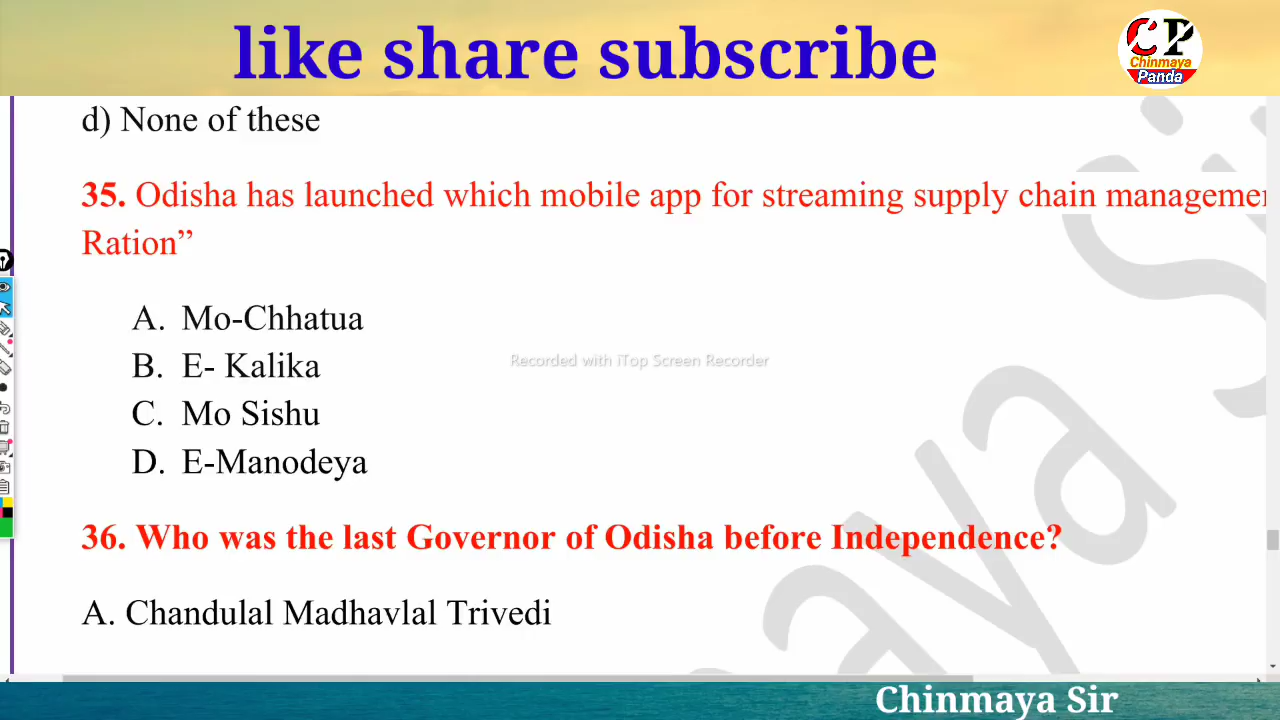 like share subscribe
CP
Chinmaya
Panda
d) None of these
35. Odisha has launched which mobile app for streaming supply chain
Ration”
A. Mo-Chhatua
B. E- Kalika
Recorded with iTop Screen Recorder
C. Mo Sishu
D. E-Manodeya
36. Who was the last Governor of Odisha before Independence?
A. Chandulal Madhavlal Trivedi
Chinmaya Sir